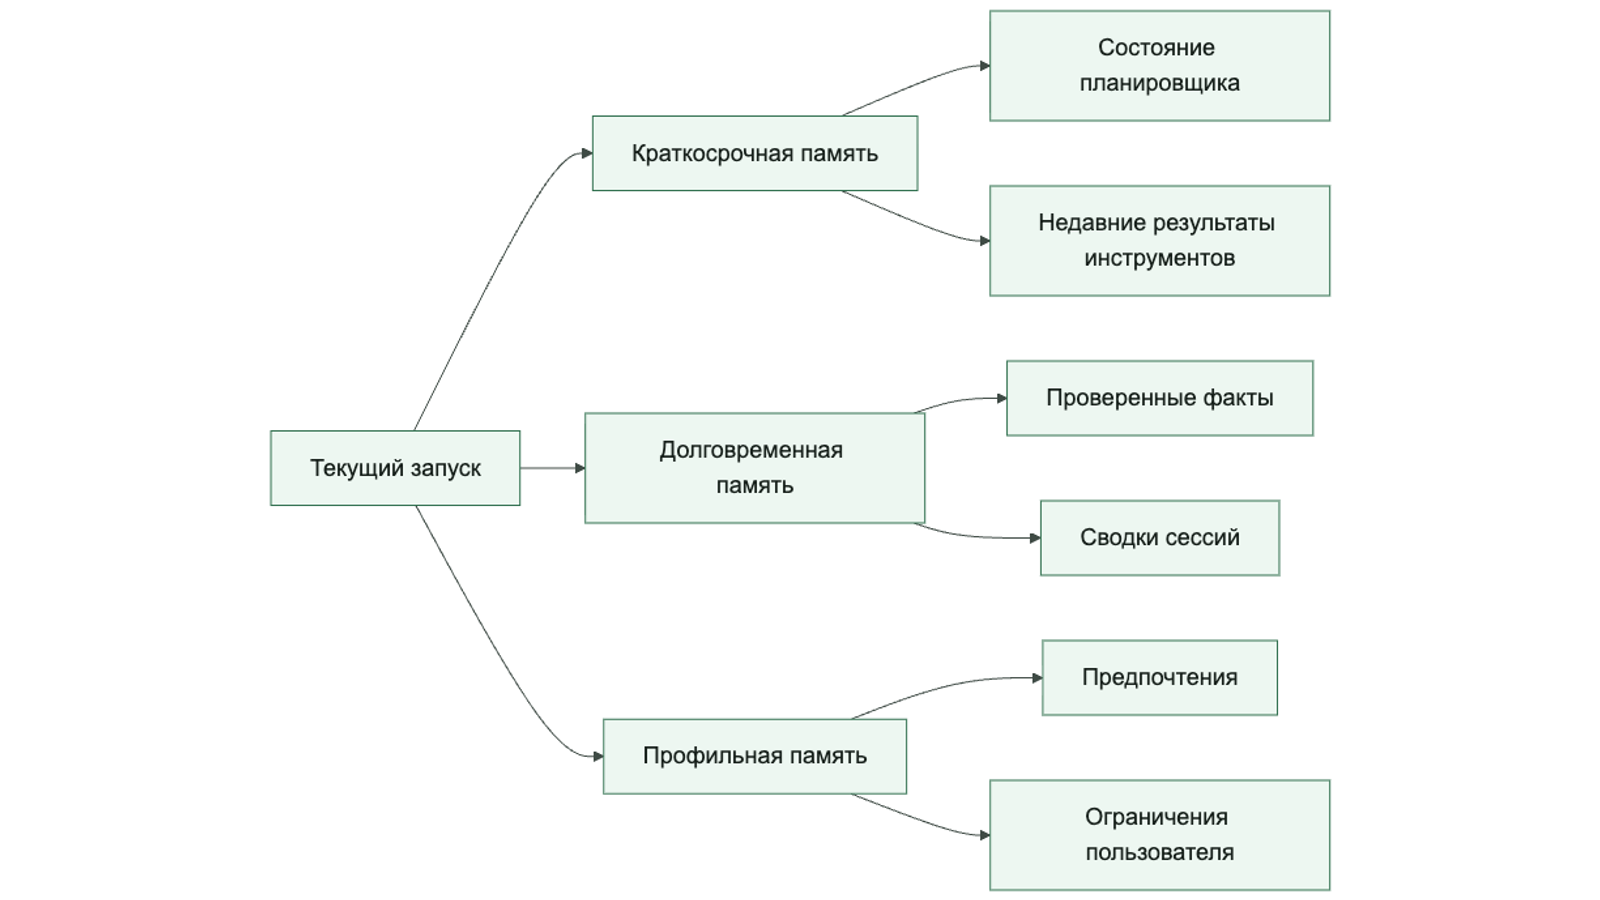 Состояние
планировщика
Краткосрочная память
Недавние результаты
инструментов
Проверенные факты
Текущий запуск
Долговременная
память
Сводки сессий
Предпочтения
Профильная память
Ограничения
пользователя